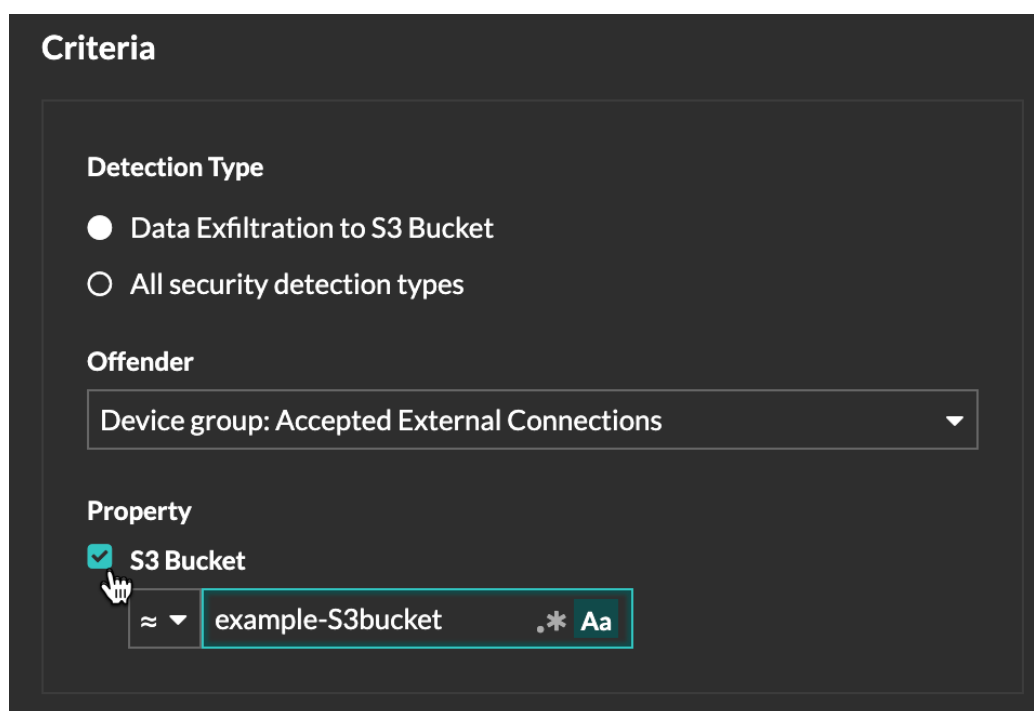 Criteria
Detection Type
Data Exfiltration to S3 Bucket
All security detection types
Offender
Device group: Accepted External Connections
Property
S3 Bucket
≈ example-S3bucket .* Aa